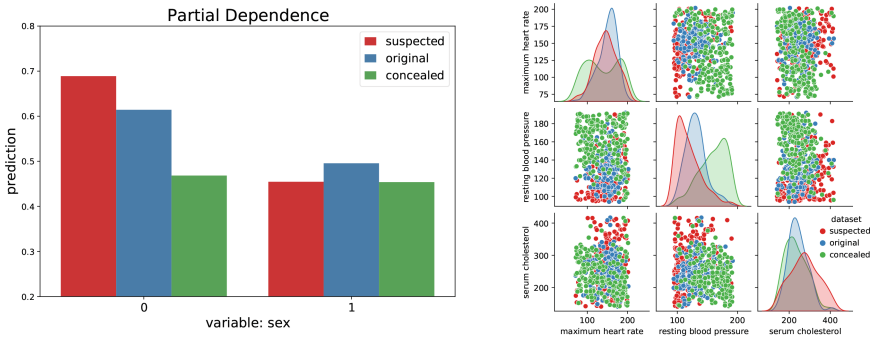 Partial Dependence
suspected
original
concealed
0.8
0.7
0.6
0.5
0.4
0.3
0.2
prediction
0
1
variable: sex
200
175
150
125
100
75
maximum heart rate
180
160
140
120
100
resting blood pressure
400
300
200
serum cholesterol
100
200
maximum heart rate
100
200
resting blood pressure
200
400
serum cholesterol
dataset
suspected
original
concealed